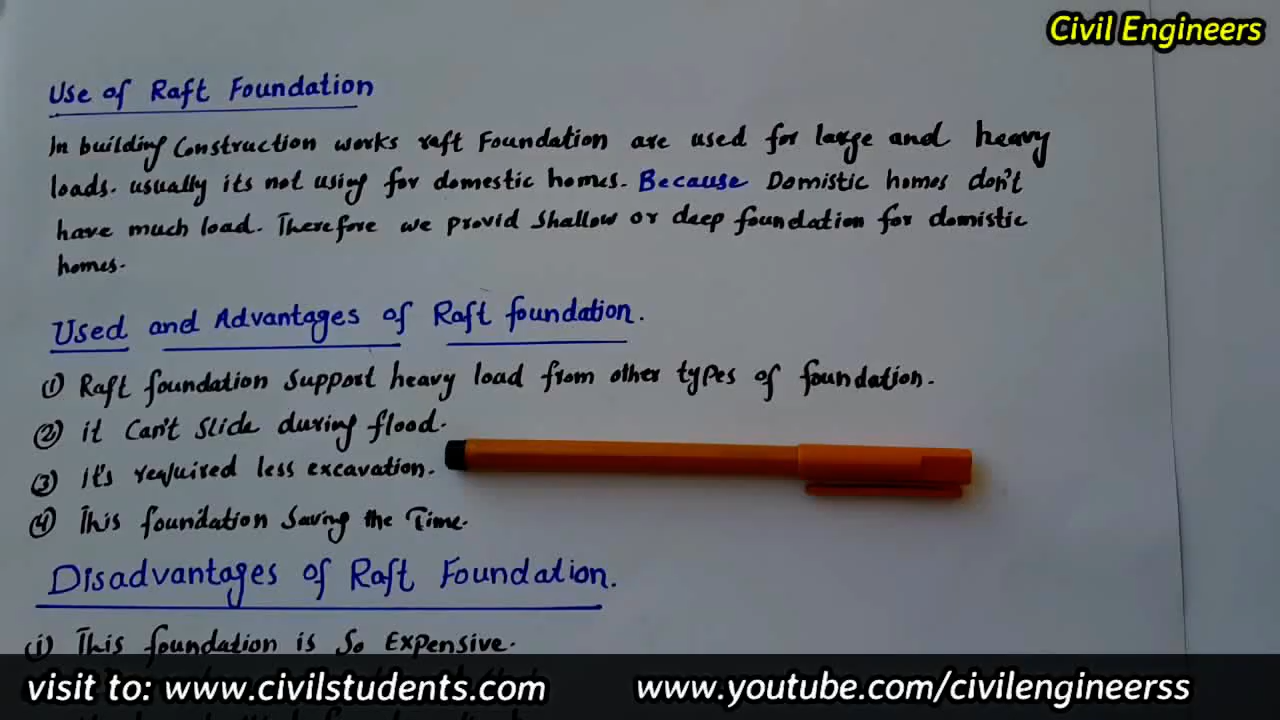 Civil Engineers
Use of Raft Foundation
In building Construction works raft Foundation are used for large and heavy
loads. usually its not using for domestic homes. Because Domistic homes don't
have much load. Therefore we provid shallow or deep foundation for domistic
homes.
Used and Advantages of Raft foundation.
① Raft foundation Support heavy load from other types of foundation.
② it Can't Slide during flood.
③ It's required less excavation.
④ This foundation Saving the Time.
Disadvantages of Raft Foundation.
(i) This foundation is So Expensive.
visit to: www.civilstudents.com
www.youtube.com/civilengineerss